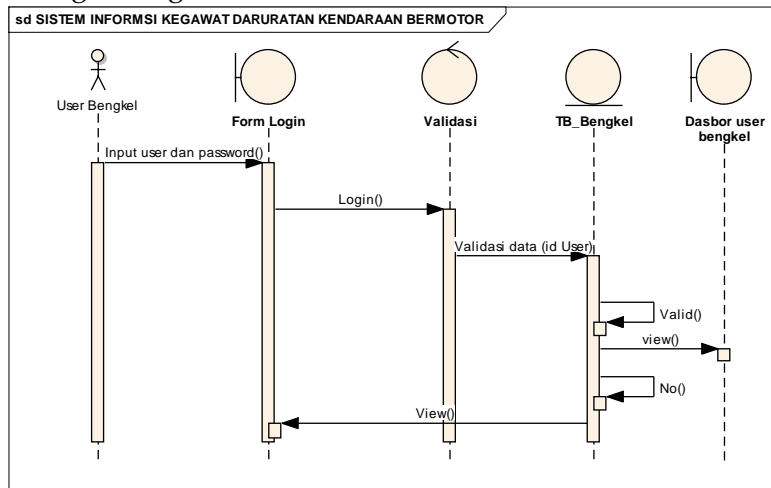 sd SISTEM INFORMSI KEGAWAT DARURATAN KENDARAAN BERMOTOR
User Bengkel
Form Login
Validasi
TB_Bengkel
Dasbor user
bengkel
Input user dan password()
Login()
Validasi data (id User)
Valid()
view()
No()
View()